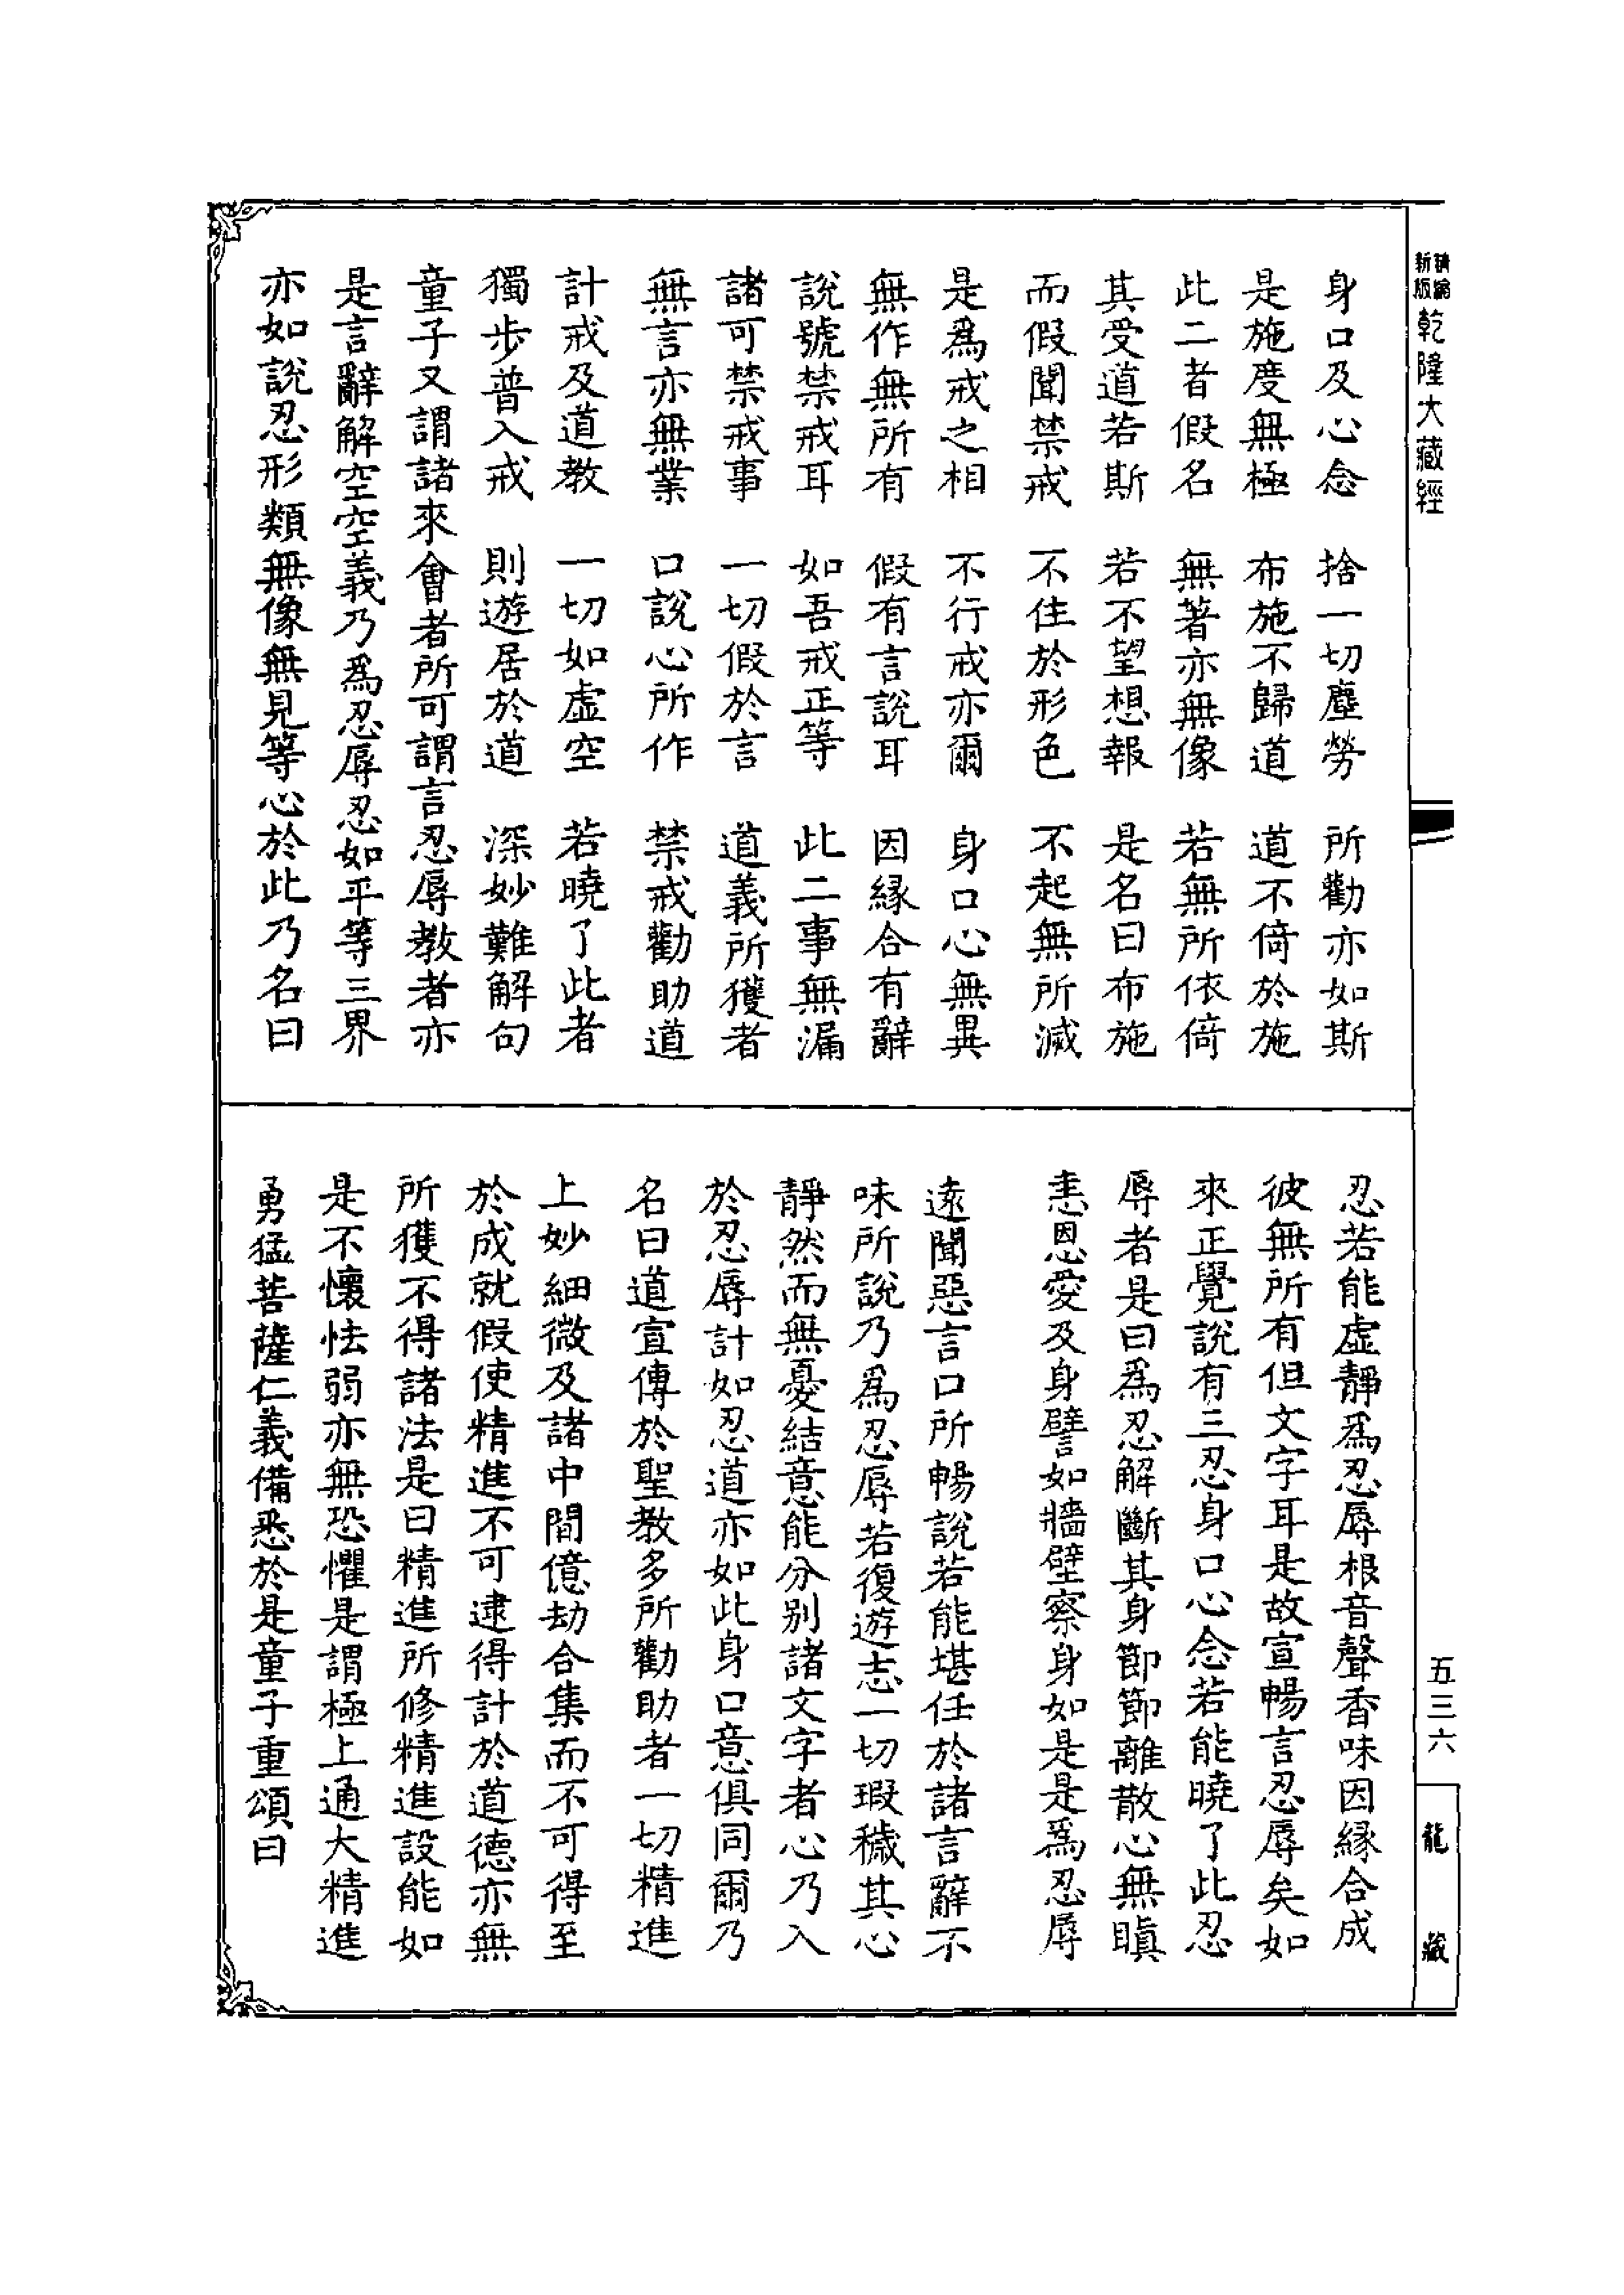 新版精編乾隆大藏經
身口及心念　捨一切塵勞　所勸亦如斯
是施度無極　布施不歸道　道不倚於施
此二者假名　無著亦無像　若無所依倚
其受道若斯　若不望想報　是名曰布施
而假聞禁戒　不住於形色　不起無所滅
是為戒之相　不行戒亦爾　身口心無異
無作無所有　假有言說耳　因緣合有辭
說號禁戒耳　如吾戒正等　此二事無漏
諸可禁戒事　一切假於言　道義所獲者
無言亦無業　口說心所作　禁戒勸助道
計戒及道教　一切如虛空　若曉了此者
獨步普入戒　則遊居於道　深妙難解句
童子又謂諸來會者所可謂言忍辱教者亦
是言辭解空空義乃為忍辱忍如平等三界
亦如說忍形類無像無見等心於此乃名曰
忍若能虛靜為忍辱根音聲香味因緣合成
彼無所有但文字耳是故宣暢言忍辱矣如
來正覺說有三忍身口心念若能曉了此忍
辱者是曰為忍解斷其身節節離散心無瞋
恚恩愛及身譬如牆壁察身如是是為忍辱
遠聞惡言口所暢說若能堪任於諸言辭不
味所說乃為忍辱若復遊志一切瑕穢其心
靜然而無憂結意能分別諸文字者心乃入
於忍辱計如忍道亦如此身口意俱同爾乃
名曰道宣傳於聖教多所勸助者一切精進
上妙細微及諸中間億劫合集而不可得至
於成就假使精進不可逮得計於道德亦無
所獲不得諸法是曰精進所修精進設能如
是不懷怯弱亦無恐懼是謂極上通大精進
勇猛菩薩仁義備悉於是童子重頌曰
五三六
龍藏